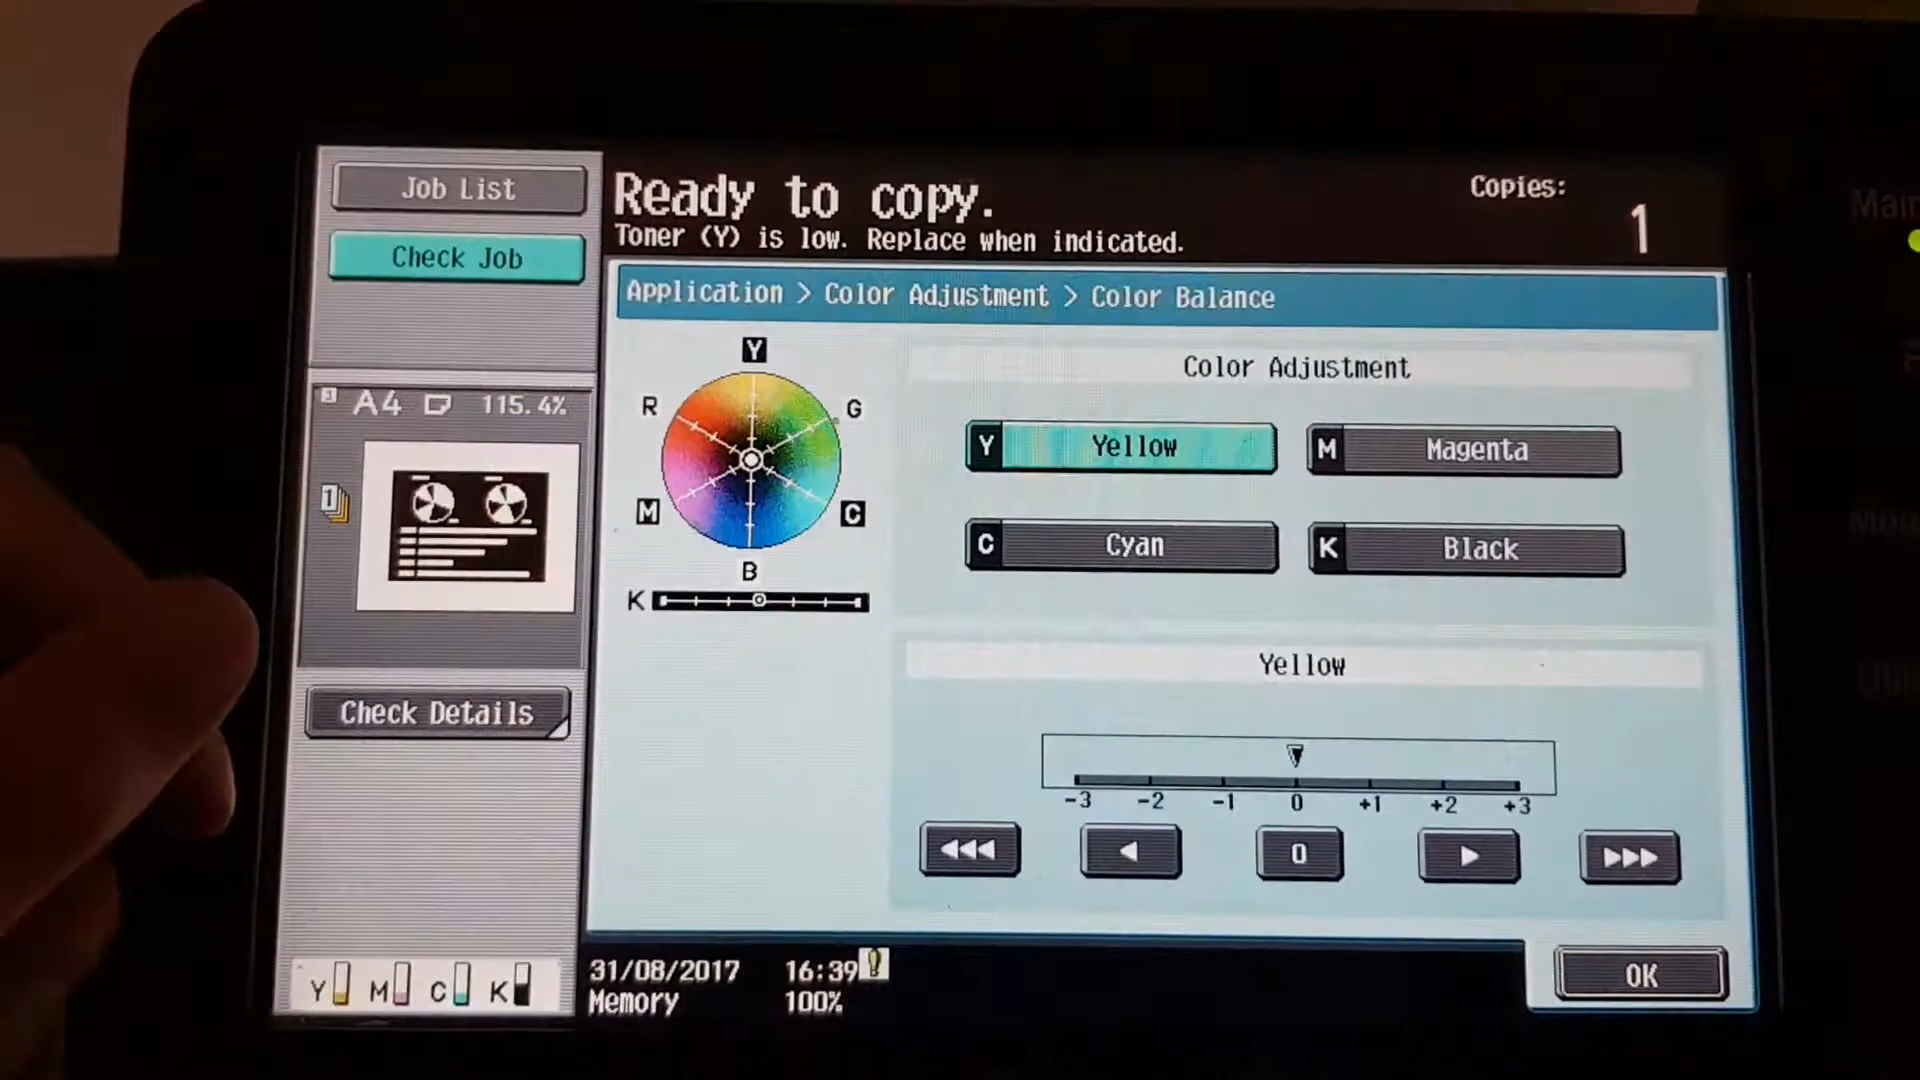 Job List
Check Job
Ready to copy.
Toner (Y) is low. Replace when indicated.
Copies:
1
Application > Color Adjustment > Color Balance
A4 115.4%
1
Y
R G
M C
B
K
Color Adjustment
Y Yellow
M Magenta
C Cyan
K Black
Yellow
-3 -2 -1 0 +1 +2 +3
0
Check Details
Y M C K
31/08/2017 16:39
Memory 100%
OK